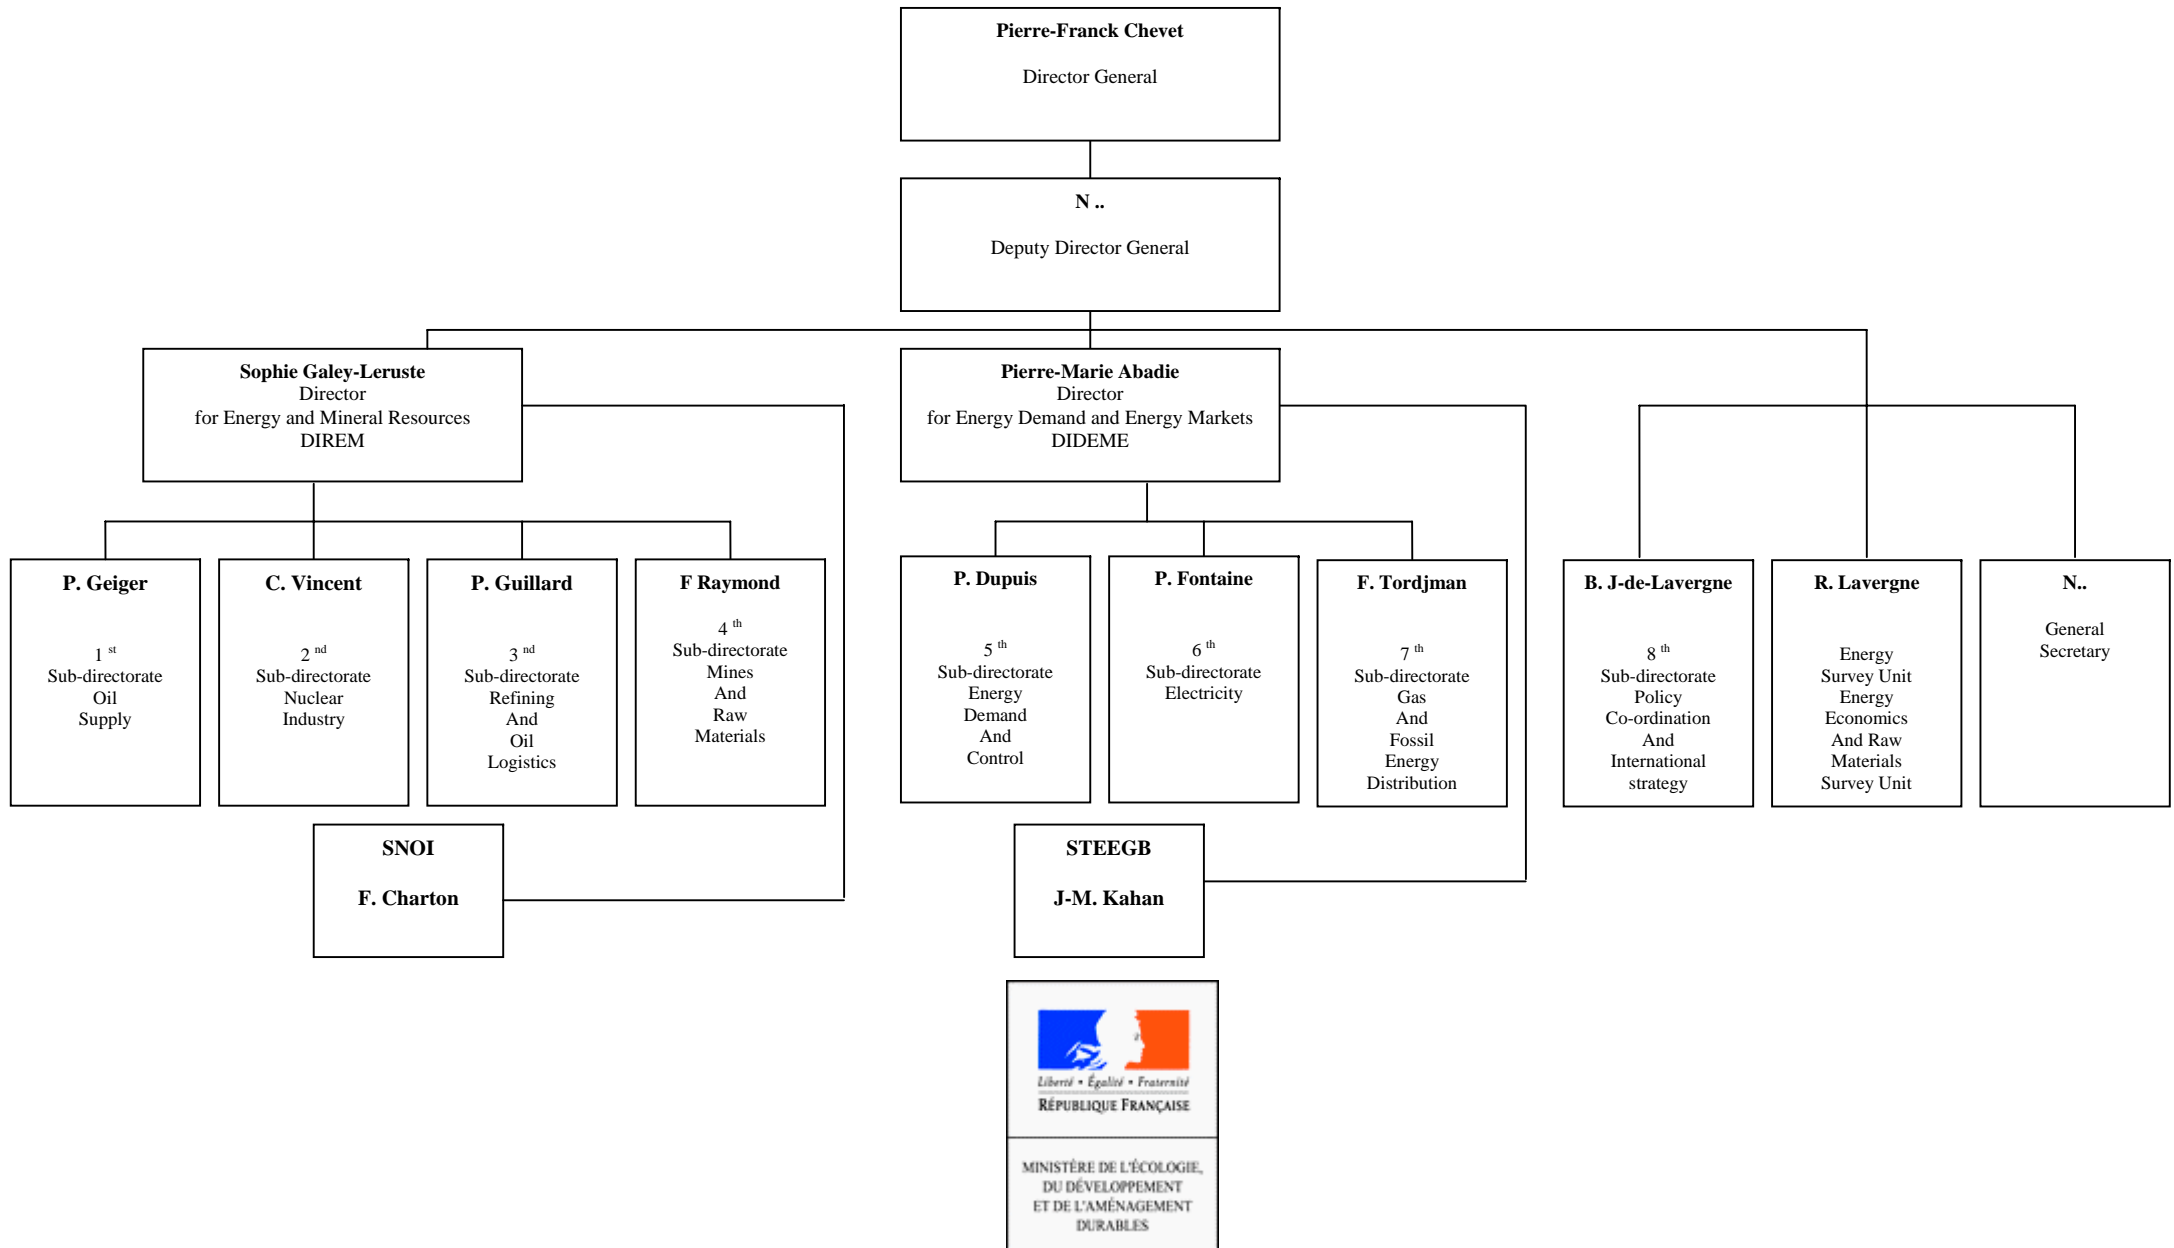 Pierre-Franck Chevet
Director General
N ..
Deputy Director General
Sophie Galey-Leruste
Director
for Energy and Mineral Resources
DIREM
Pierre-Marie Abadie
Director
for Energy Demand and Energy Markets
DIDEME
P. Geiger
1 st
Sub-directorate
Oil
Supply
C. Vincent
2 nd
Sub-directorate
Nuclear
Industry
P. Guillard
3 nd
Sub-directorate
Refining
And
Oil
Logistics
F Raymond
4 th
Sub-directorate
Mines
And
Raw
Materials
P. Dupuis
5 th
Sub-directorate
Energy
Demand
And
Control
P. Fontaine
6 th
Sub-directorate
Electricity
F. Tordjman
7 th
Sub-directorate
Gas
And
Fossil
Energy
Distribution
B. J-de-Lavergne
8 th
Sub-directorate
Policy
Co-ordination
And
International
strategy
R. Lavergne
Energy
Survey Unit
Energy
Economics
And Raw
Materials
Survey Unit
N..
General
Secretary
SNOI
F. Charton
STEEGB
J-M. Kahan
Liberté • Égalité • Fraternité
RÉPUBLIQUE FRANÇAISE
MINISTÈRE DE L'ÉCOLOGIE,
DU DÉVELOPPEMENT
ET DE L'AMÉNAGEMENT
DURABLES